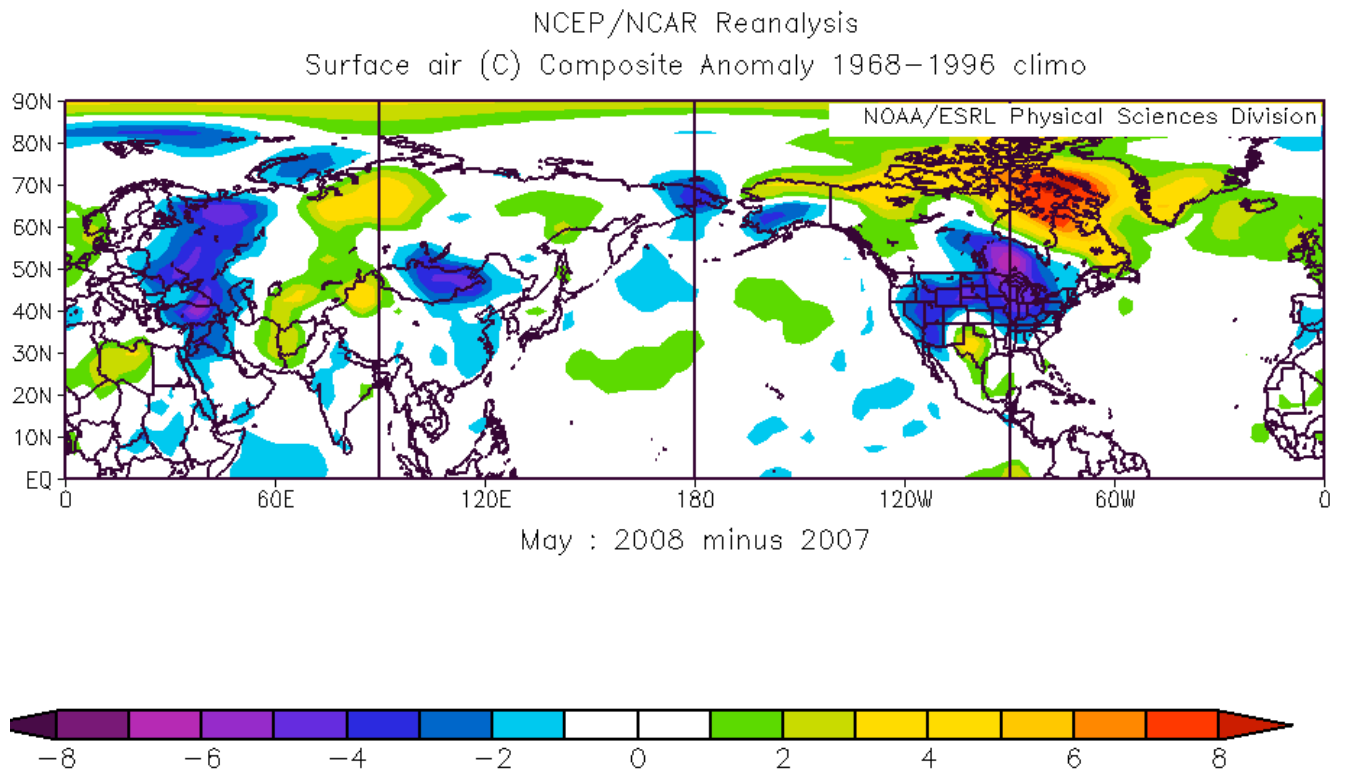 NCEP/NCAR Reanalysis
Surface air (C) Composite Anomaly 1968-1996 climo
NOAA/ESRL Physical Sciences Division
90N
80N
70N
60N
50N
40N
30N
20N
10N
EQ
0 60E 120E 180 120W 60W 0
May : 2008 minus 2007
-8 -6 -4 -2 0 2 4 6 8